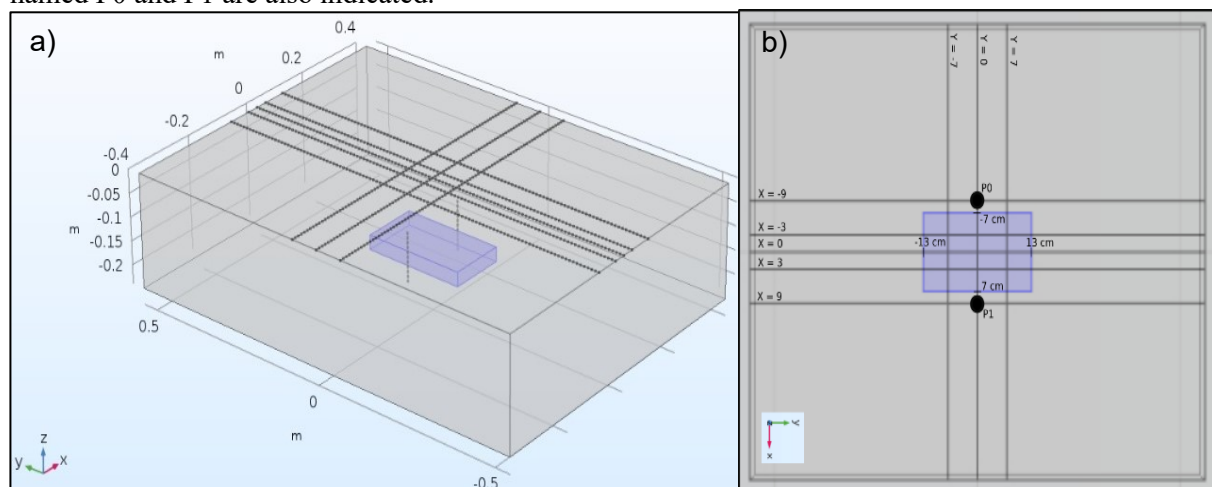 named P0 and P1 are also indicated.
a)
0.4
m
0.2
0
-0.2
-0.4
0
-0.05
-0.1
m
-0.15
-0.2
0.5
0
m
-0.5
z
y
x
b)
Y = -7
Y = 0
Y = 7
P0
X = -9
-7 cm
X = -3
-13 cm
13 cm
X = 0
X = 3
7 cm
X = 9
P1
y
x